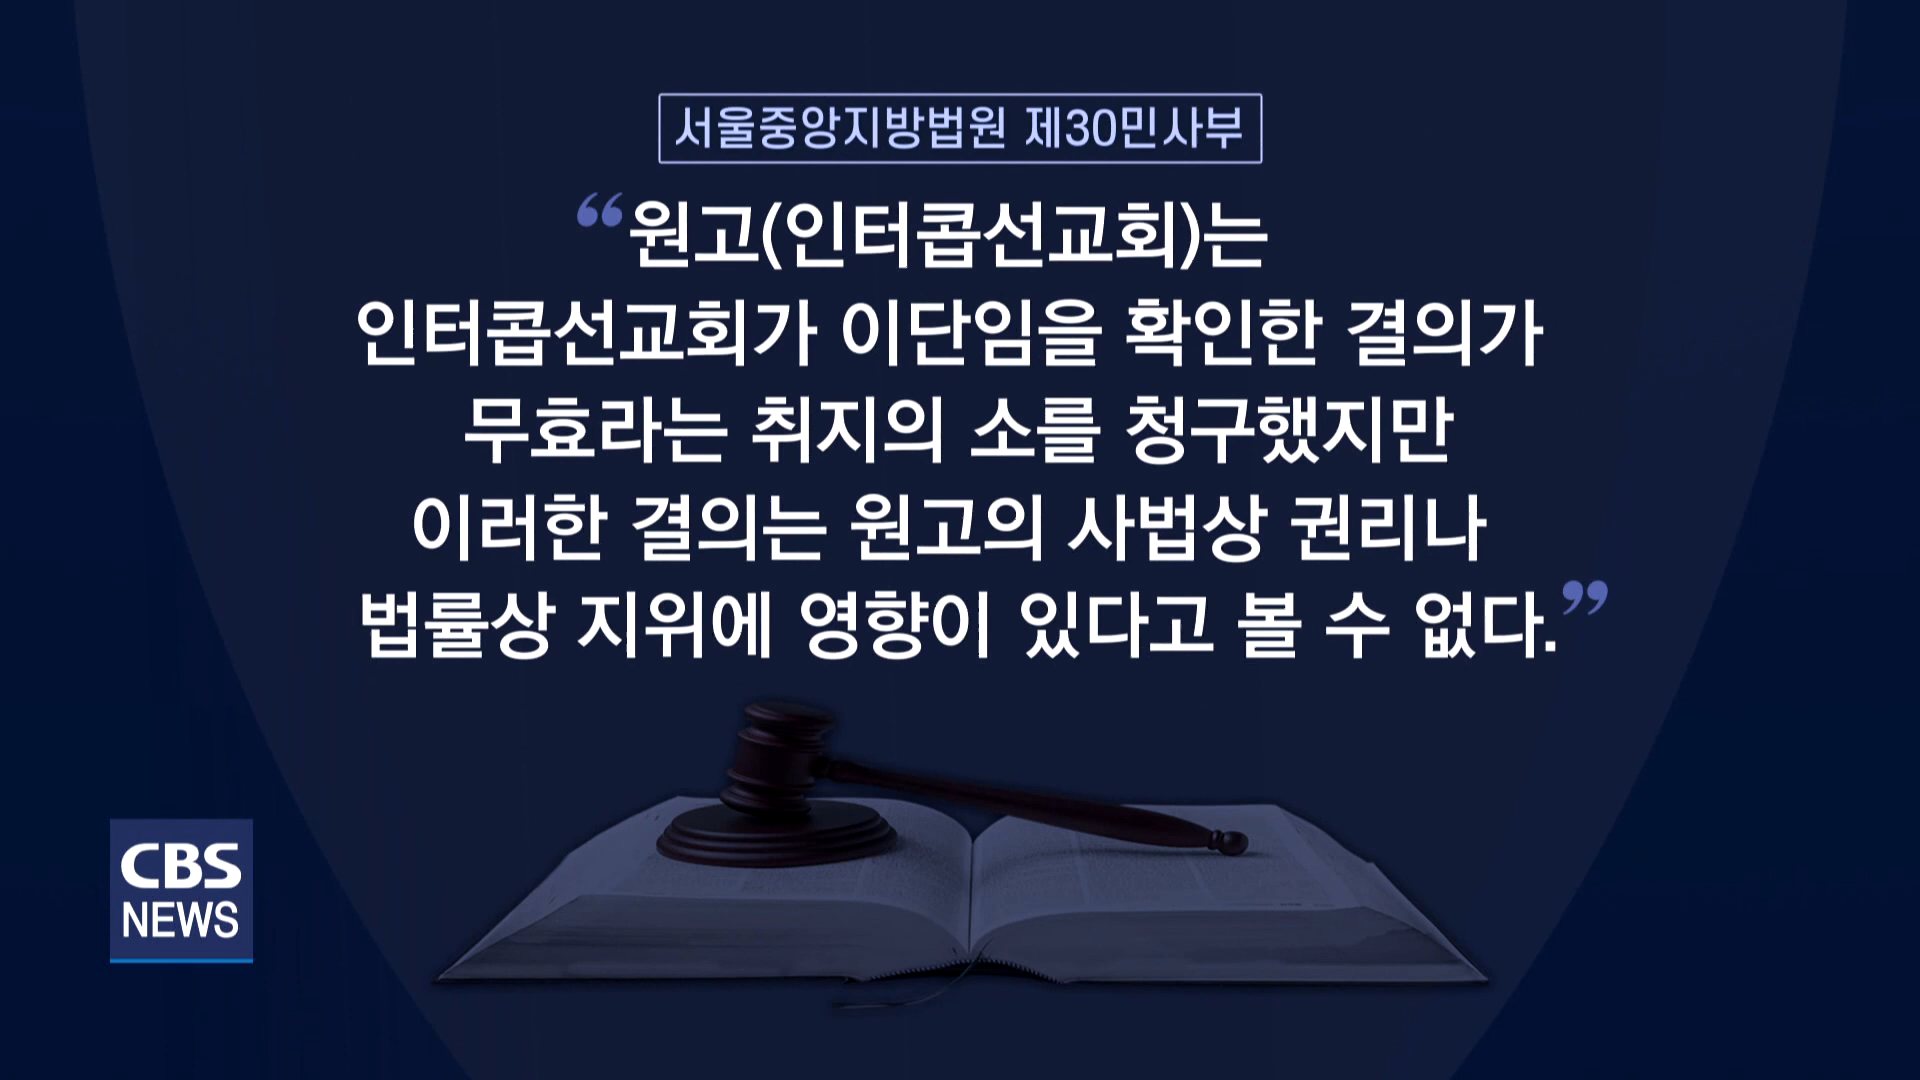 서울중앙지방법원 제30민사부
“원고(인터콥선교회)는
인터콥선교회가 이단임을 확인한 결의가
무효라는 취지의 소를 청구했지만
이러한 결의는 원고의 사법상 권리나
법률상 지위에 영향이 있다고 볼 수 없다.”
CBS
NEWS